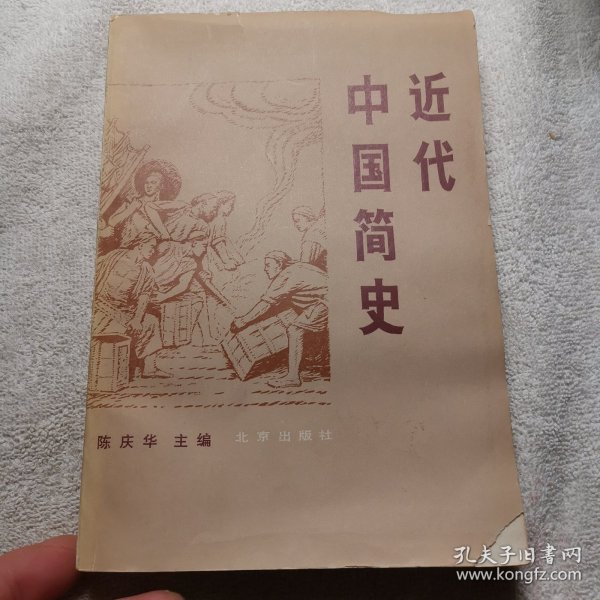 近代
中国简史
陈庆华 主编 北京出版社
孔夫子旧书网
www.kongfz.com